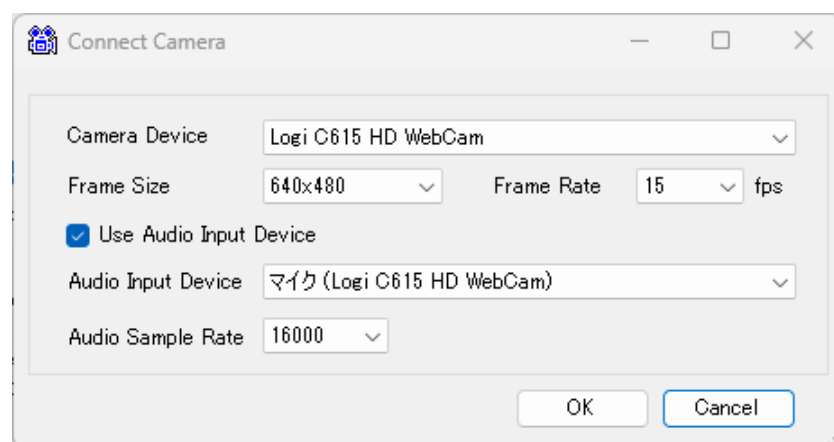 Connect Camera
Camera Device Logi C615 HD WebCam
Frame Size 640x480 Frame Rate 15 fps
Use Audio Input Device
Audio Input Device マイク (Logi C615 HD WebCam)
Audio Sample Rate 16000
OK Cancel